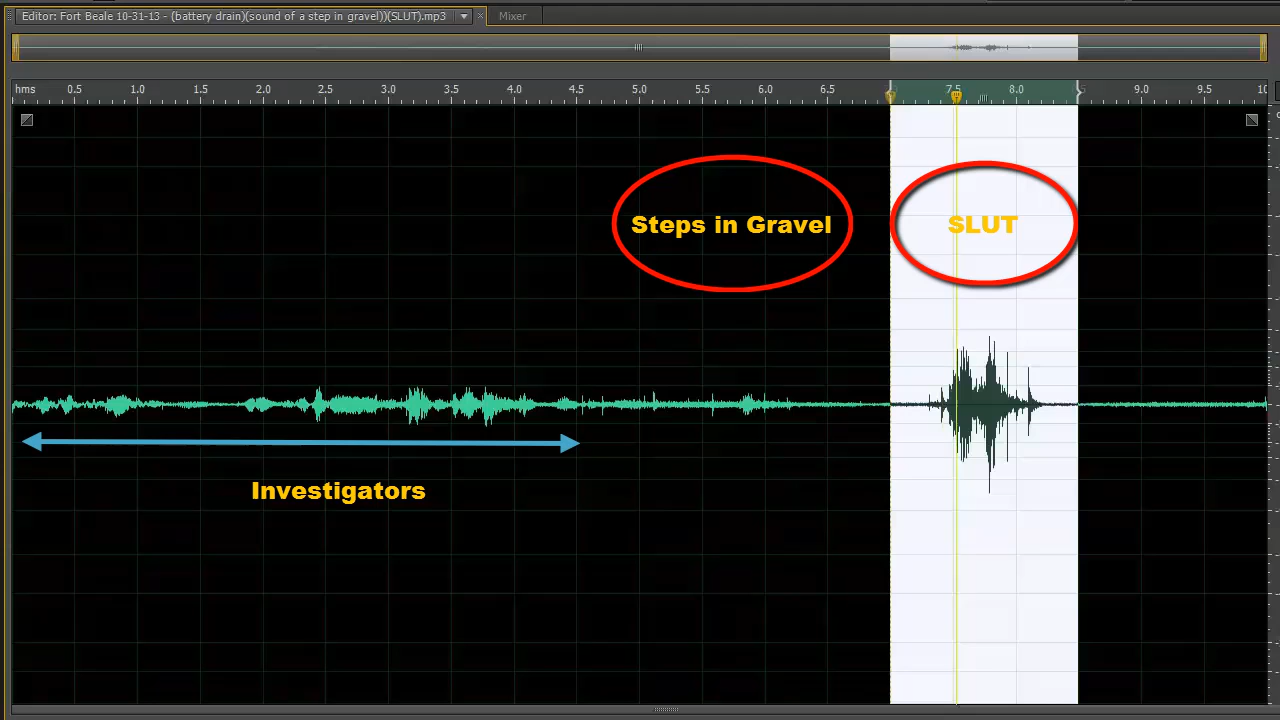 Editor: Fort Beale 10-31-13 - (battery drain)(sound of a step in gravel))(SLUT).mp3 Mixer
hms 0.5 1.0 1.5 2.0 2.5 3.0 3.5 4.0 4.5 5.0 5.5 6.0 6.5 7.5 8.0 9.0 9.5 10
Steps in Gravel SLUT
Investigators